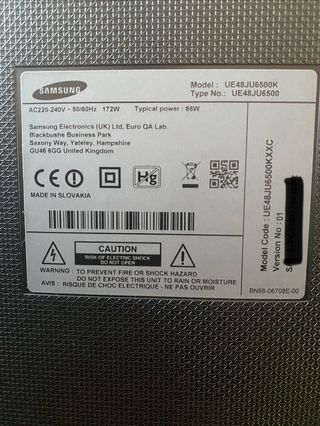 SAMSUNG
Model : UE48JU6500K
Type No.: UE48JU6500
AC220-240V ~ 50/60Hz 172W Typical power : 66W
Samsung Electronics (UK) Ltd, Euro QA Lab.
Blackbushe Business Park
Saxony Way, Yateley, Hampshire
GU46 6GG United Kingdom
CE
Hg
MADE IN SLOVAKIA
CAUTION
RISK OF ELECTRIC SHOCK
DO NOT OPEN
WARNING : TO PREVENT FIRE OR SHOCK HAZARD
DO NOT EXPOSE THIS UNIT TO RAIN OR MOISTURE
AVIS : RISQUE DE CHOC ELECTRIQUE - NE PAS OUVRIR
Model Code : UE48JU6500KXXC
Version No : 01
S
BN68-06708E-00